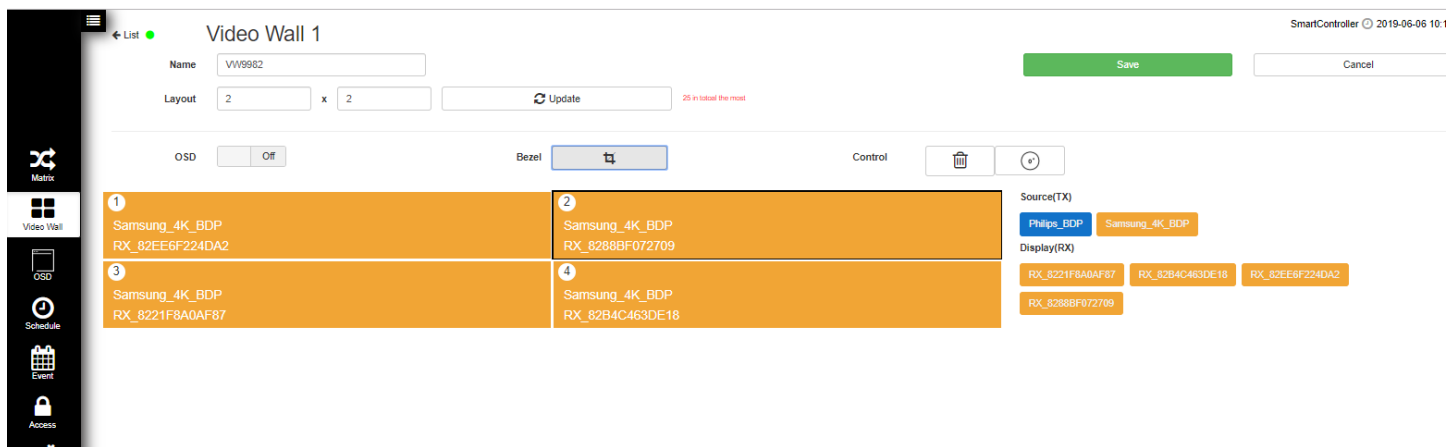 List
Video Wall 1
SmartController 2019-06-06 10:1
Name
VW9982
Save
Cancel
Layout
2
x
2
Update
25 in totoal the most
OSD
Off
Bezel
Control
0°
Matrix
Video Wall
OSD
Schedule
Event
Access
1
Samsung_4K_BDP
RX_82EE6F224DA2
2
Samsung_4K_BDP
RX_8288BF072709
3
Samsung_4K_BDP
RX_8221F8A0AF87
4
Samsung_4K_BDP
RX_82B4C463DE18
Source(TX)
Philips_BDP
Samsung_4K_BDP
Display(RX)
RX_8221F8A0AF87
RX_82B4C463DE18
RX_82EE6F224DA2
RX_8288BF072709